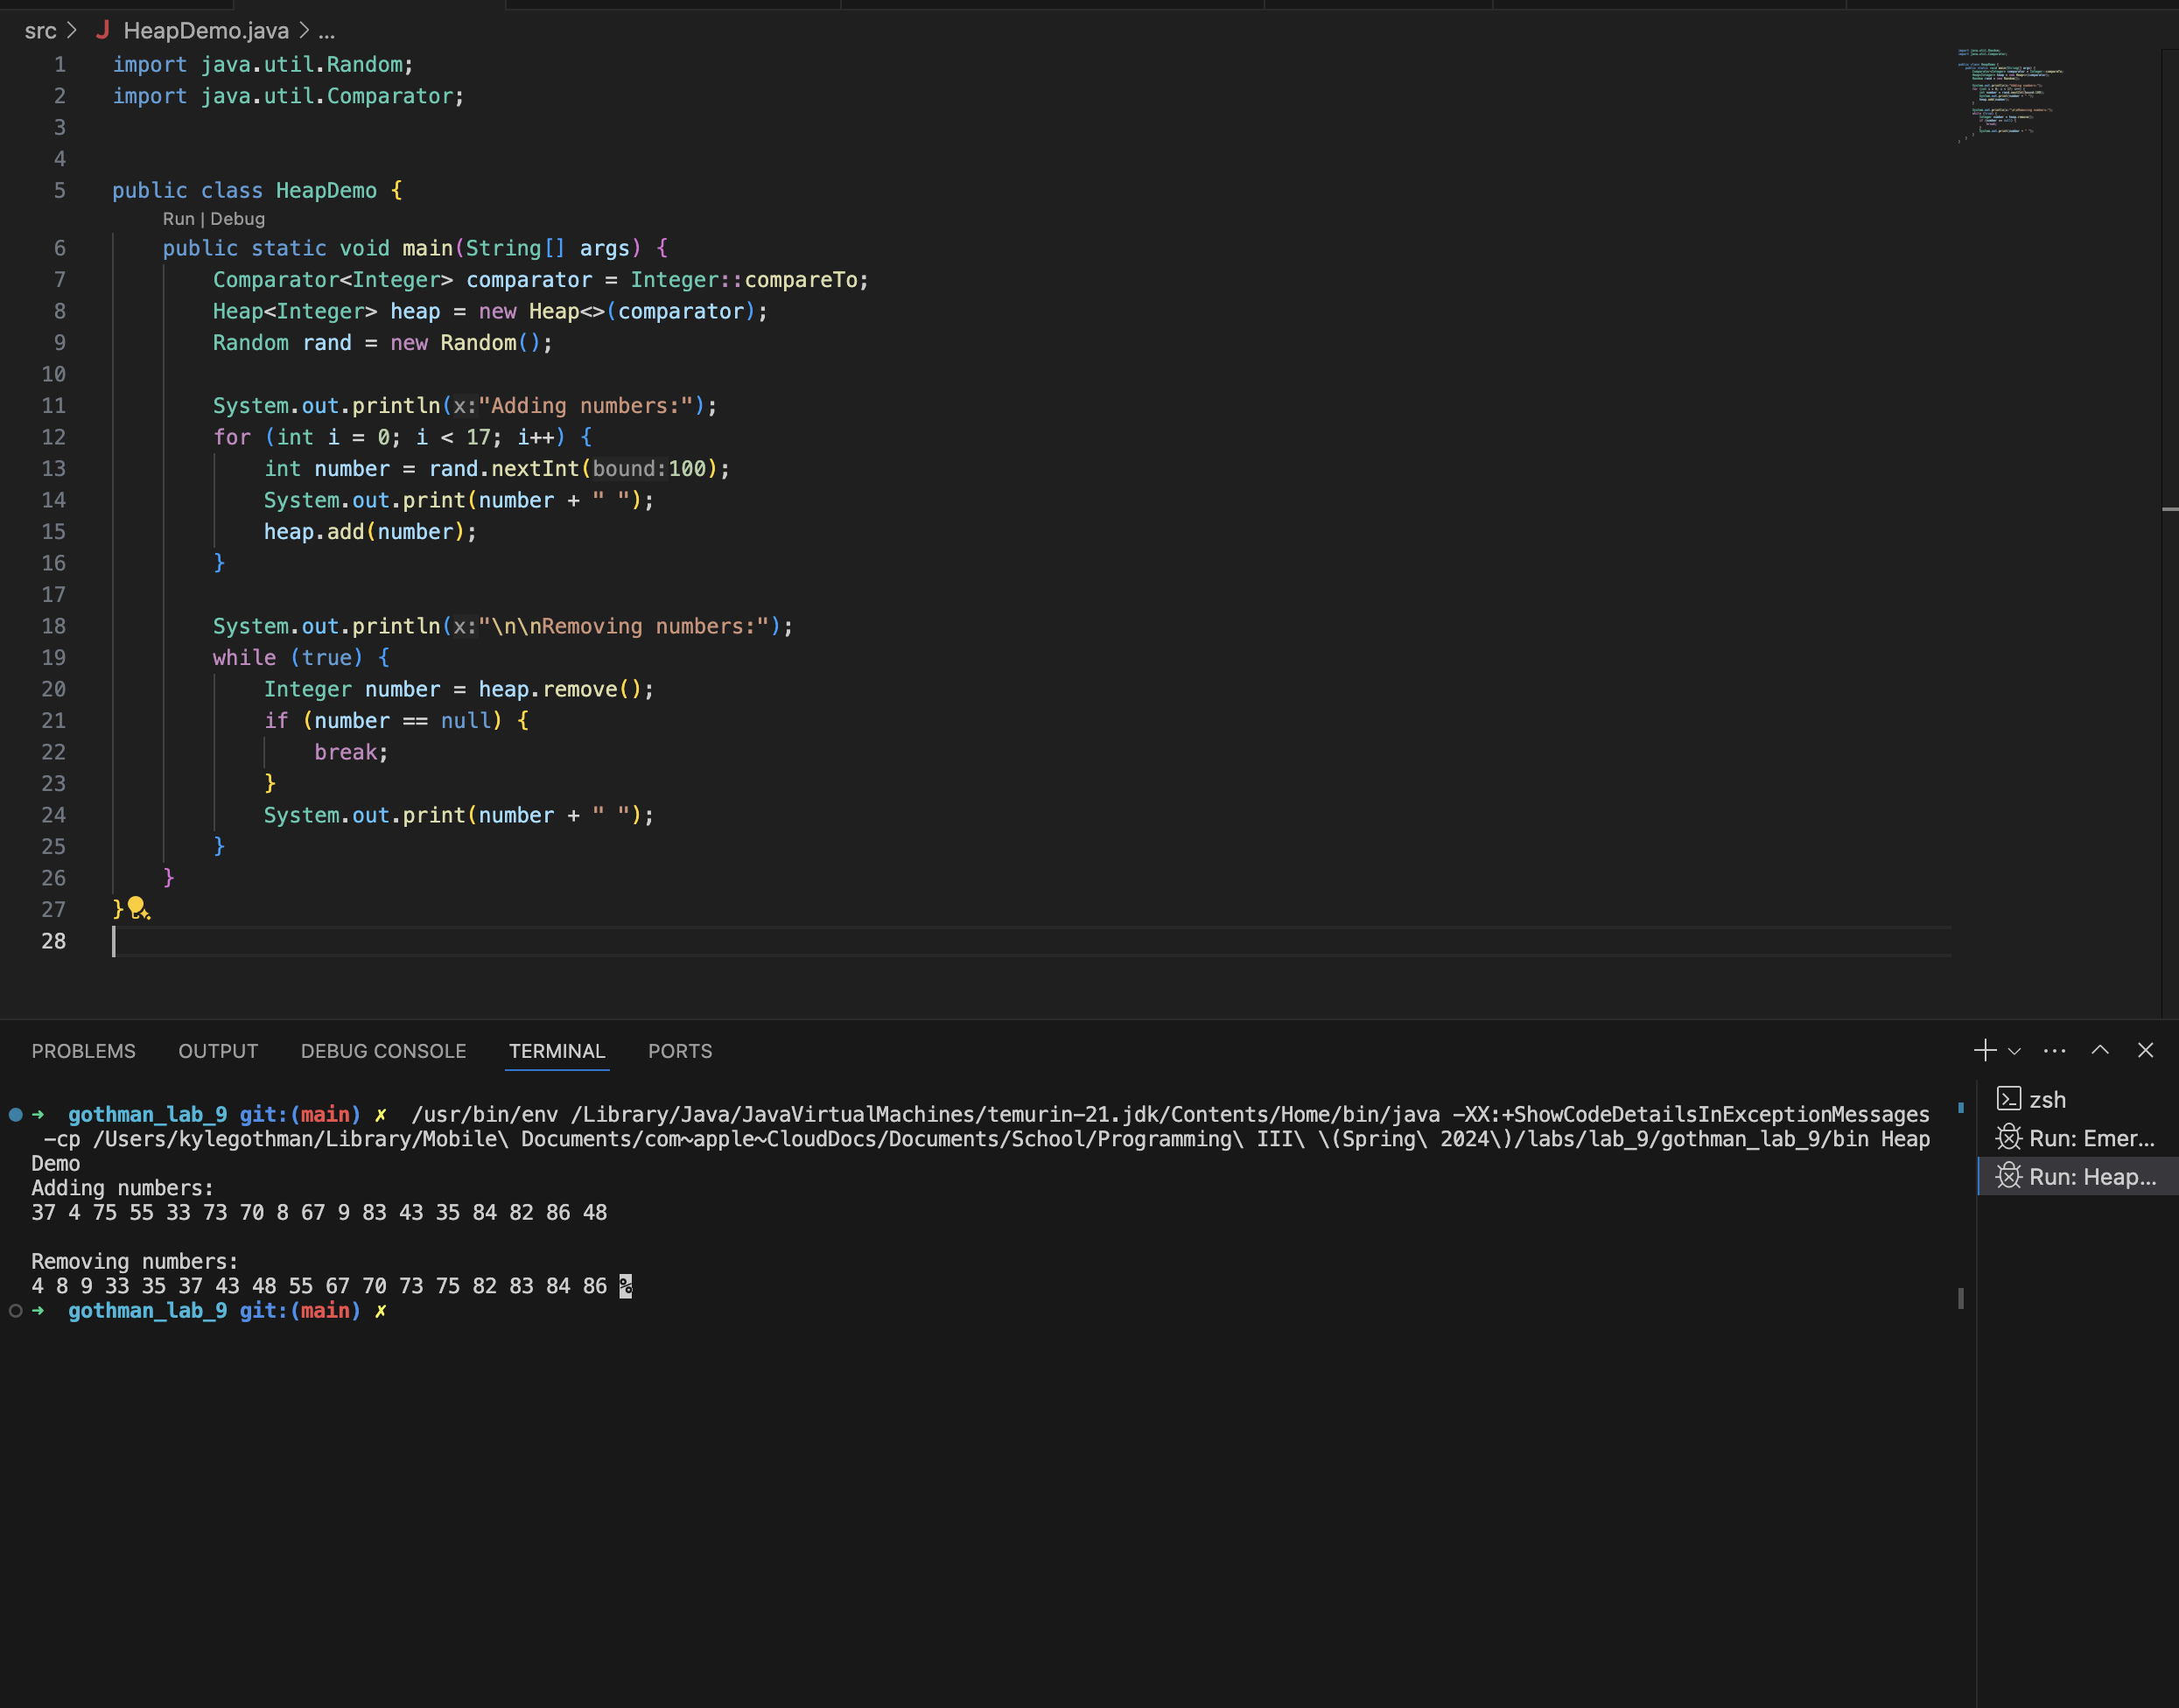 src > J HeapDemo.java > ...
1 import java.util.Random;
2 import java.util.Comparator;
3
4
5 public class HeapDemo {
Run | Debug
6 public static void main(String[] args) {
7 Comparator<Integer> comparator = Integer::compareTo;
8 Heap<Integer> heap = new Heap<>(comparator);
9 Random rand = new Random();
10
11 System.out.println(x:"Adding numbers:");
12 for (int i = 0; i < 17; i++) {
13 int number = rand.nextInt(bound:100);
14 System.out.print(number + " ");
15 heap.add(number);
16 }
17
18 System.out.println(x:"\n\nRemoving numbers:");
19 while (true) {
20 Integer number = heap.remove();
21 if (number == null) {
22 break;
23 }
24 System.out.print(number + " ");
25 }
26 }
27 }
28
PROBLEMS OUTPUT DEBUG CONSOLE TERMINAL PORTS
➜ gothman_lab_9 git:(main) ✗ /usr/bin/env /Library/Java/JavaVirtualMachines/temurin-21.jdk/Contents/Home/bin/java -XX:+ShowCodeDetailsInExceptionMessages
-cp /Users/kylegothman/Library/Mobile\ Documents/com~apple~CloudDocs/Documents/School/Programming\ III\ \(Spring\ 2024\)/labs/lab_9/gothman_lab_9/bin Heap
Demo
Adding numbers:
37 4 75 55 33 73 70 8 67 9 83 43 35 84 82 86 48

Removing numbers:
4 8 9 33 35 37 43 48 55 67 70 73 75 82 83 84 86 %
➜ gothman_lab_9 git:(main) ✗
zsh
Run: Emer...
Run: Heap...